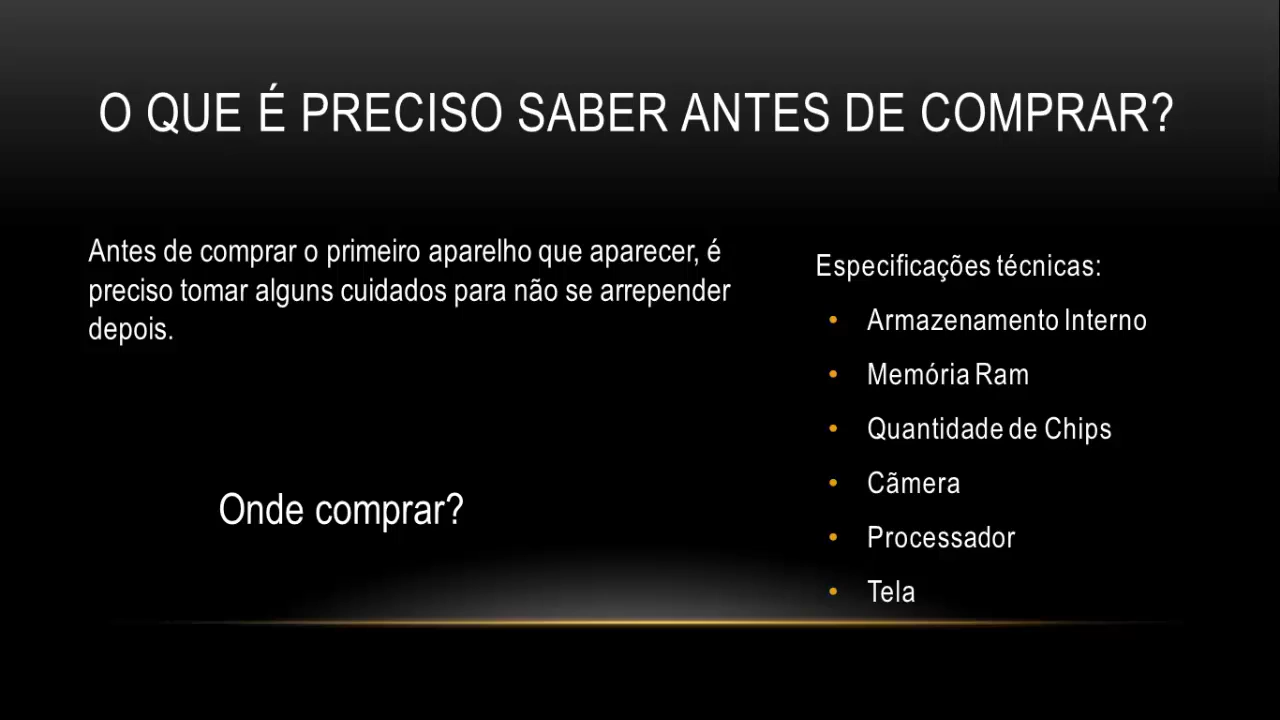 O QUE É PRECISO SABER ANTES DE COMPRAR?
Antes de comprar o primeiro aparelho que aparecer, é
preciso tomar alguns cuidados para não se arrepender
depois.
Onde comprar?
Especificações técnicas:
• Armazenamento Interno
• Memória Ram
• Quantidade de Chips
• Cãmera
• Processador
• Tela